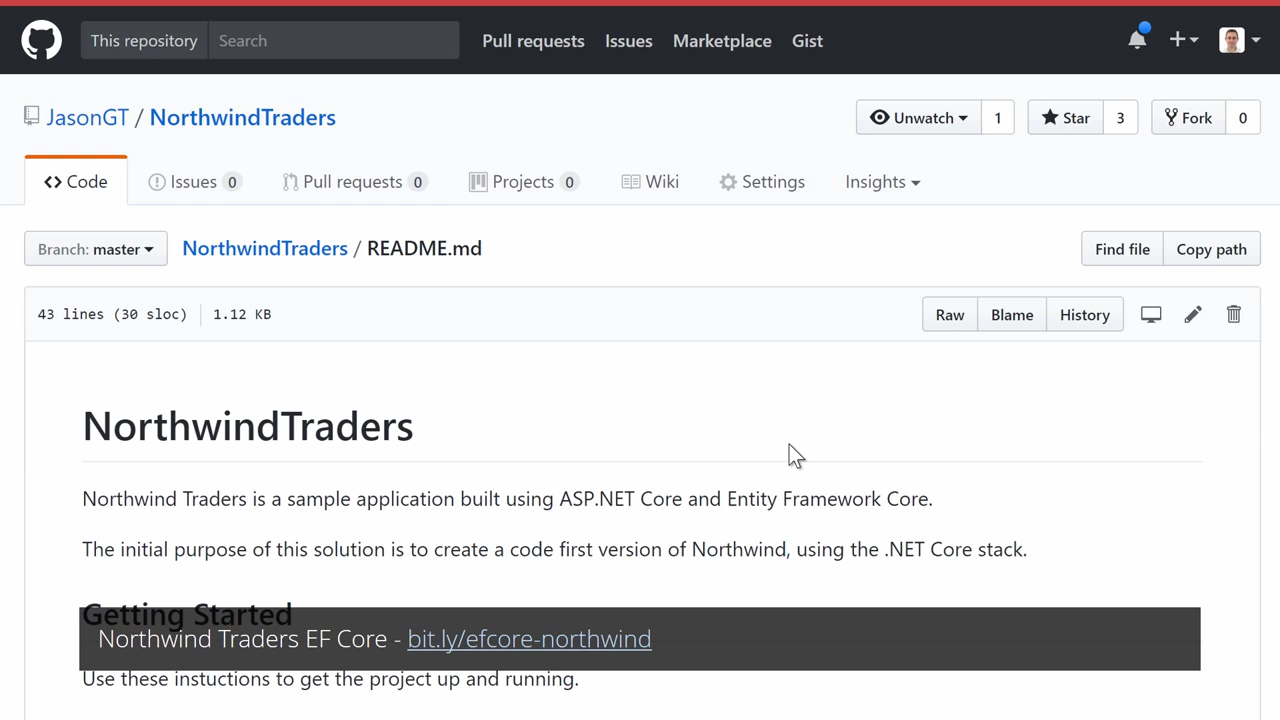 This repository Search Pull requests Issues Marketplace Gist
JasonGT / NorthwindTraders Unwatch 1 Star 3 Fork 0
Code Issues 0 Pull requests 0 Projects 0 Wiki Settings Insights
Branch: master NorthwindTraders / README.md Find file Copy path
43 lines (30 sloc) 1.12 KB Raw Blame History
NorthwindTraders
Northwind Traders is a sample application built using ASP.NET Core and Entity Framework Core.
The initial purpose of this solution is to create a code first version of Northwind, using the .NET Core stack.
Getting Started
Northwind Traders EF Core - bit.ly/efcore-northwind
Use these instuctions to get the project up and running.